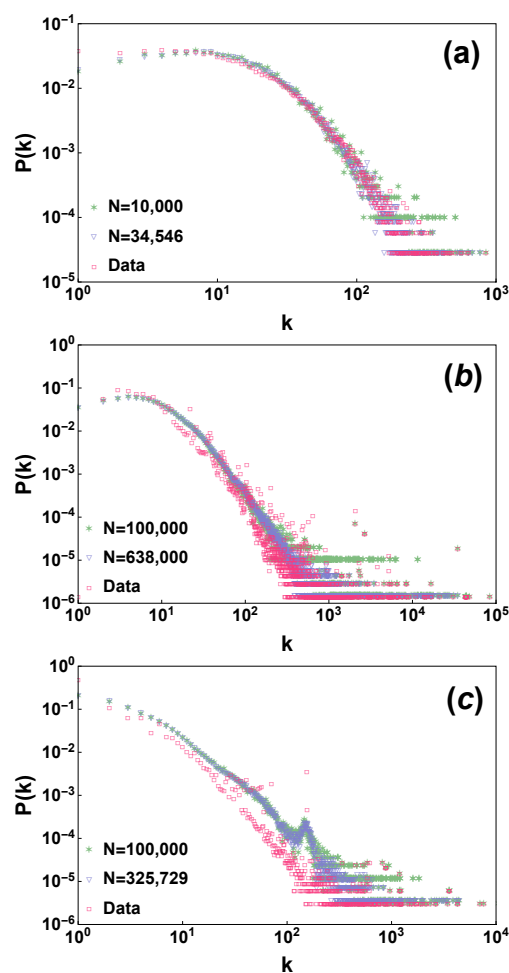 (a)
10⁻¹
10⁻²
P(k)
10⁻³
10⁻⁴
10⁻⁵
N=10,000
N=34,546
Data
10⁰ 10¹ 10² 10³
k
(b)
10⁰
10⁻¹
10⁻²
P(k)
10⁻³
10⁻⁴
10⁻⁵
10⁻⁶
N=100,000
N=638,000
Data
10⁰ 10¹ 10² 10³ 10⁴ 10⁵
k
(c)
10⁰
10⁻¹
10⁻²
P(k)
10⁻³
10⁻⁴
10⁻⁵
10⁻⁶
N=100,000
N=325,729
Data
10⁰ 10¹ 10² 10³ 10⁴
k